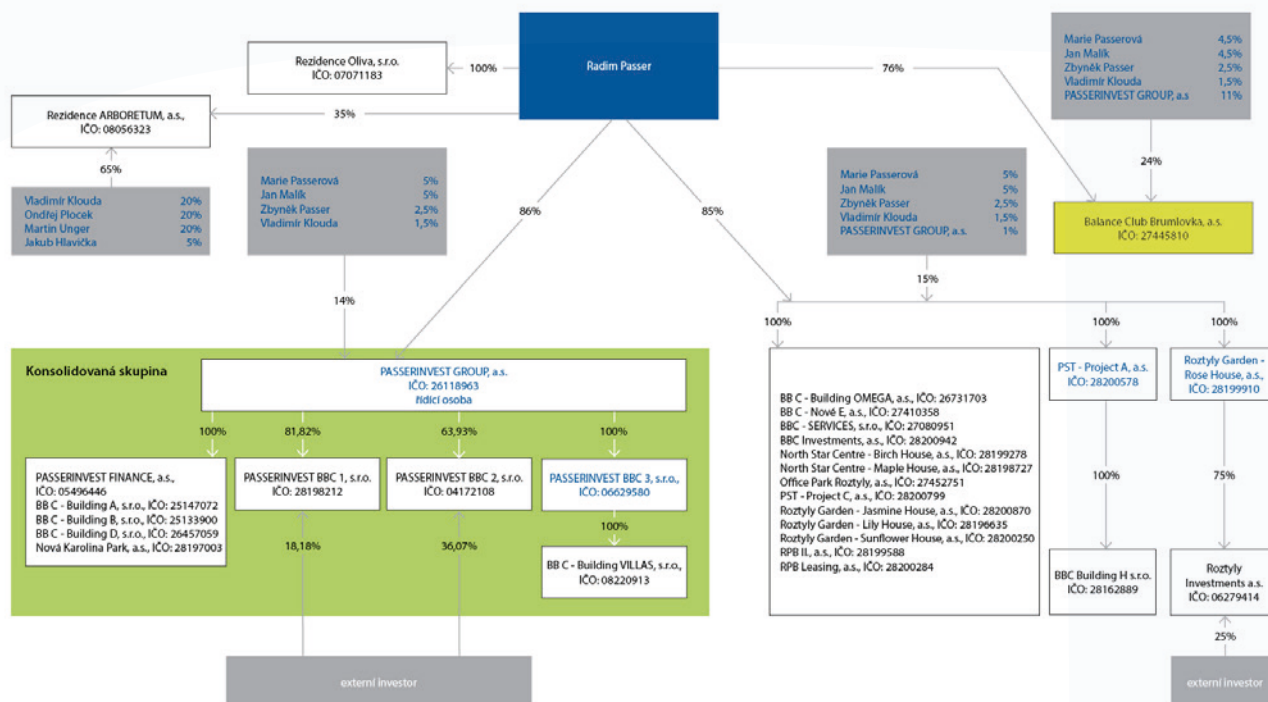 Radim Passer
Rezidence Oliva, s.r.o.
IČO: 07071183
100%
Rezidence ARBORETUM, a.s.,
IČO: 08056323
35%
65%
Vladimír Klouda 20%
Ondřej Plocek 20%
Martin Unger 20%
Jakub Hlavička 5%
Marie Passerová 5%
Jan Malík 5%
Zbyněk Passer 2,5%
Vladimír Klouda 1,5%
14%
86%
85%
76%
Marie Passerová 4,5%
Jan Malík 4,5%
Zbyněk Passer 2,5%
Vladimír Klouda 1,5%
PASSERINVEST GROUP, a.s 11%
24%
Balance Club Brumlovka, a.s.
IČO: 27445810
Marie Passerová 5%
Jan Malík 5%
Zbyněk Passer 2,5%
Vladimír Klouda 1,5%
PASSERINVEST GROUP, a.s. 1%
15%
Konsolidovaná skupina
PASSERINVEST GROUP, a.s.
IČO: 26118963
řídící osoba
100%
81,82%
63,93%
100%
PASSERINVEST FINANCE, a.s.,
IČO: 05496446
BB C - Building A, s.r.o., IČO: 25147072
BB C - Building B, s.r.o., IČO: 25133900
BB C - Building D, s.r.o., IČO: 26457059
Nová Karolina Park, a.s., IČO: 28197003
PASSERINVEST BBC 1, s.r.o.
IČO: 28198212
PASSERINVEST BBC 2, s.r.o.
IČO: 04172108
PASSERINVEST BBC 3, s.r.o.,
IČO: 06629580
100%
BB C - Building VILLAS, s.r.o.,
IČO: 08220913
18,18%
36,07%
externí investor
100%
100%
100%
BB C - Building OMEGA, a.s., IČO: 26731703
BB C - Nové E, a.s., IČO: 27410358
BBC - SERVICES, s.r.o., IČO: 27080951
BBC Investments, a.s., IČO: 28200942
North Star Centre - Birch House, a.s., IČO: 28199278
North Star Centre - Maple House, a.s., IČO: 28198727
Office Park Roztyly, a.s., IČO: 27452751
PST - Project C, a.s., IČO: 28200799
Roztyly Garden - Jasmine House, a.s., IČO: 28200870
Roztyly Garden - Lily House, a.s., IČO: 28196635
Roztyly Garden - Sunflower House, a.s., IČO: 28200250
RPB II., a.s., IČO: 28199588
RPB Leasing, a.s., IČO: 28200284
PST - Project A, a.s.
IČO: 28200578
100%
BBC Building H s.r.o.
IČO: 28162889
Roztyly Garden -
Rose House, a.s.,
IČO: 28199910
75%
Roztyly
Investments a.s.
IČO: 06279414
25%
externí investor